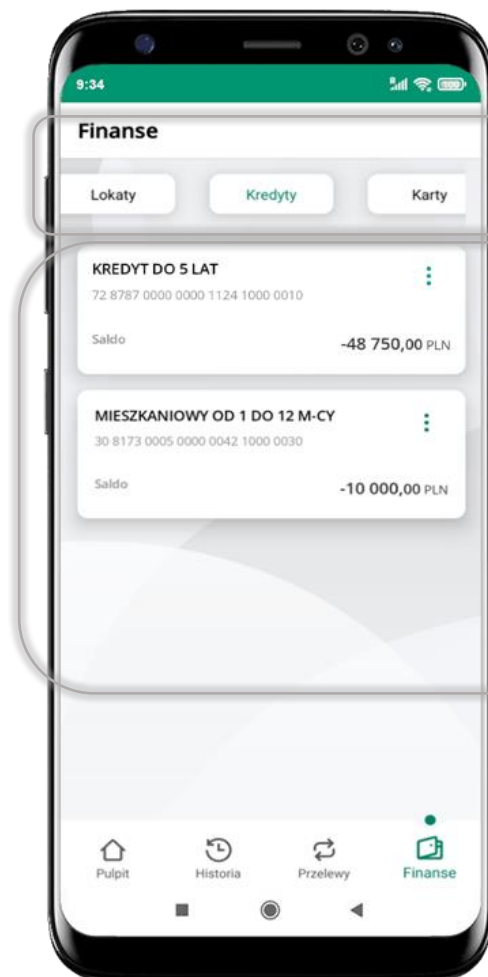 9:34
Finanse
Lokaty Kredyty Karty
KREDYT DO 5 LAT
72 8787 0000 0000 1124 1000 0010
Saldo -48 750,00 PLN
MIESZKANIOWY OD 1 DO 12 M-CY
30 8173 0005 0000 0042 1000 0030
Saldo -10 000,00 PLN
Pulpit Historia Przelewy Finanse